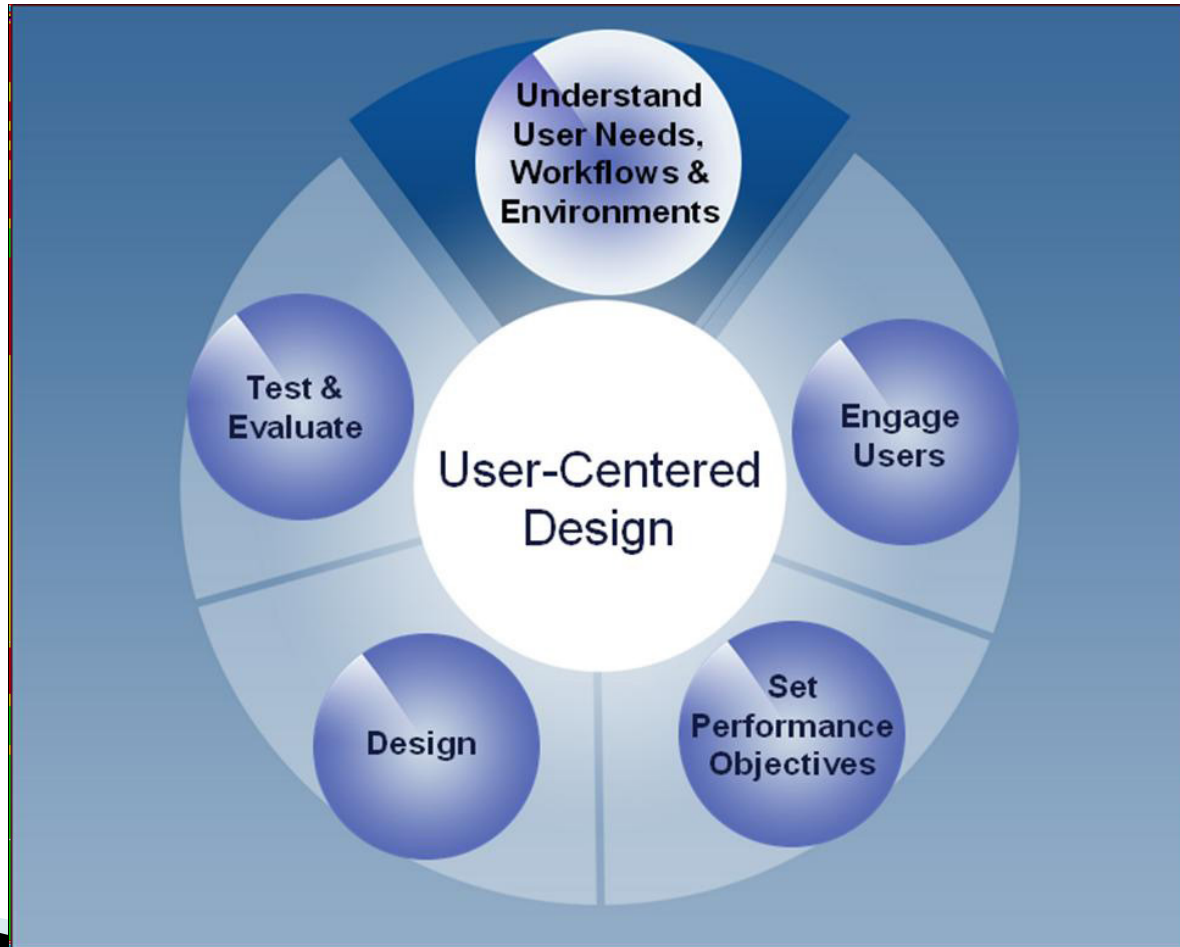 Understand
User Needs,
Workflows &
Environments
Test &
Evaluate
Engage
Users
User-Centered
Design
Set
Performance
Objectives
Design